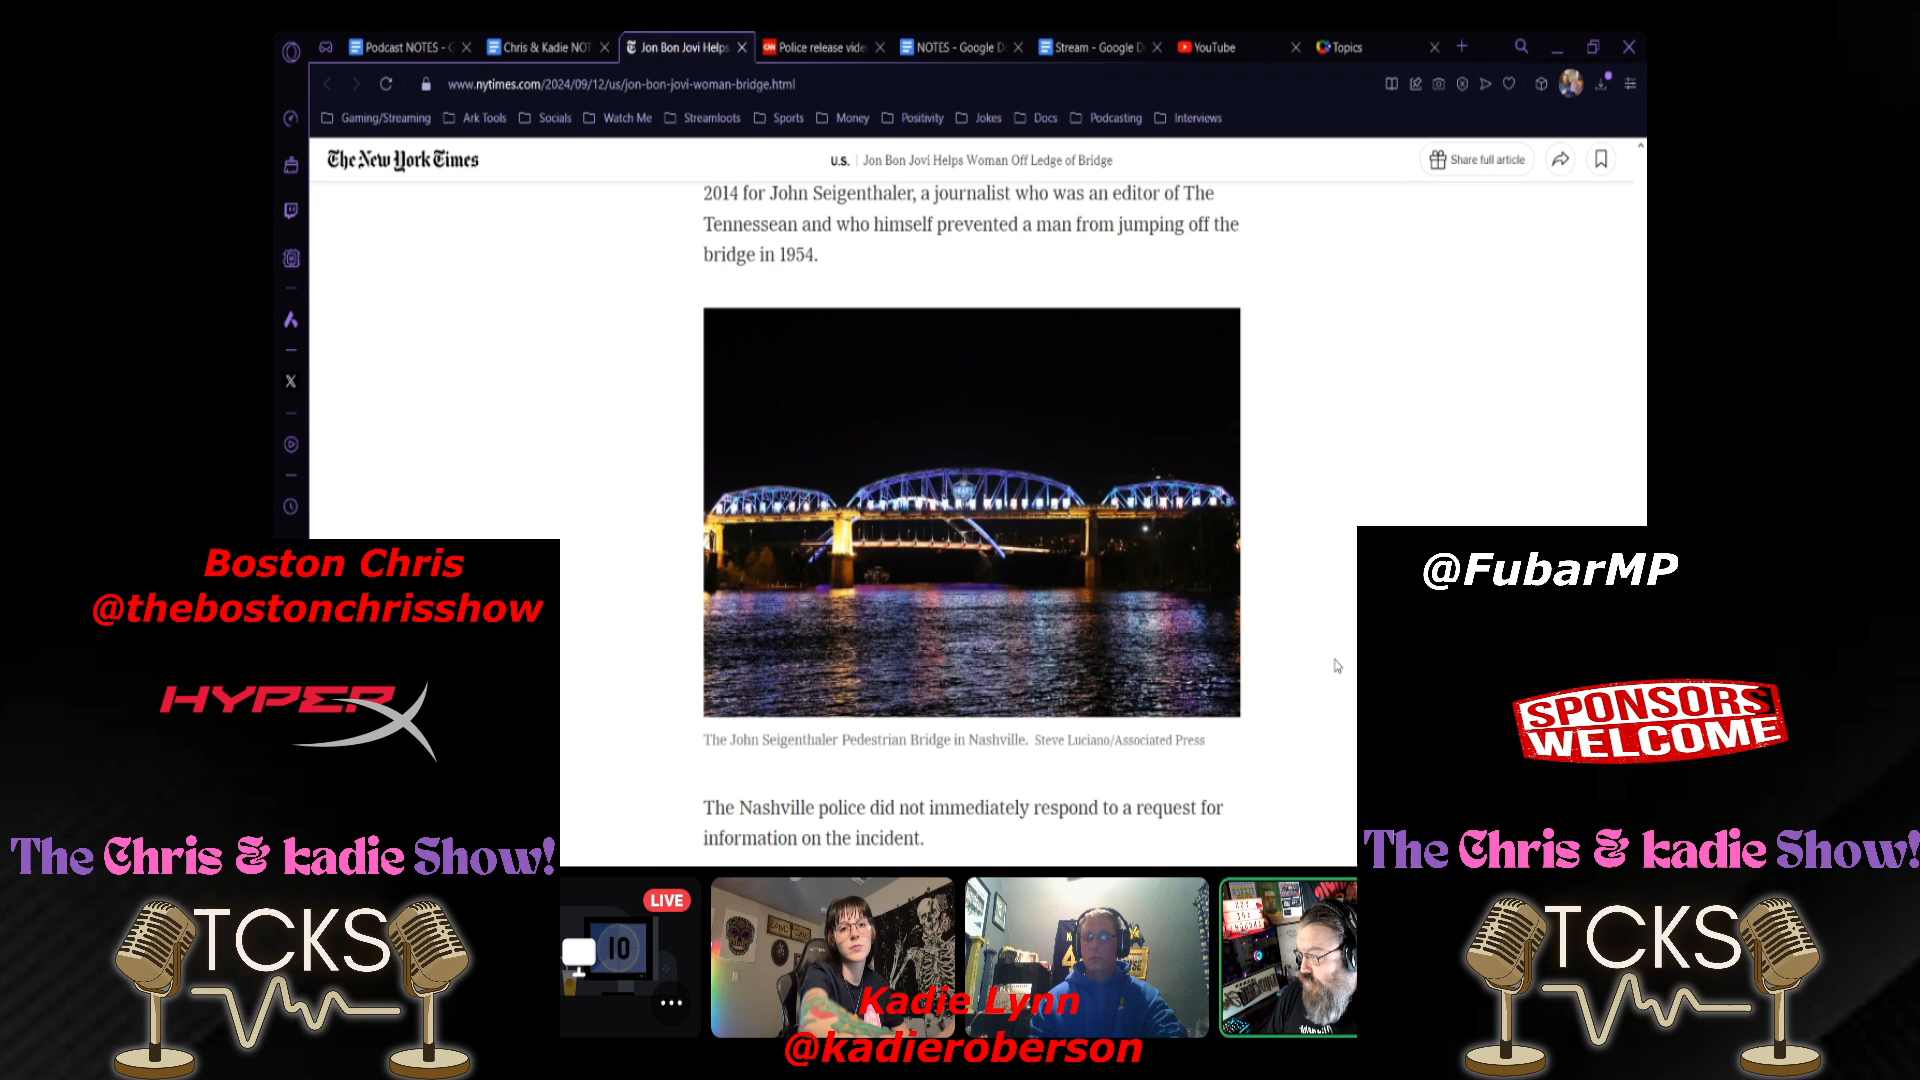 Podcast NOTES - G
Chris & Kadie NOT
Jon Bon Jovi Helps
Police release vide
NOTES - Google D
Stream - Google D
YouTube
Topics
www.nytimes.com/2024/09/12/us/jon-bon-jovi-woman-bridge.html
Gaming/Streaming
Ark Tools
Socials
Watch Me
Streamloots
Sports
Money
Positivity
Jokes
Docs
Podcasting
Interviews
The New York Times
U.S. | Jon Bon Jovi Helps Woman Off Ledge of Bridge
Share full article
2014 for John Seigenthaler, a journalist who was an editor of The
Tennessean and who himself prevented a man from jumping off the
bridge in 1954.
The John Seigenthaler Pedestrian Bridge in Nashville. Steve Luciano/Associated Press
The Nashville police did not immediately respond to a request for
information on the incident.
Boston Chris
@thebostonchrisshow
HYPERX
The Chris & kadie Show!
TCKS
@FubarMP
SPONSORS
WELCOME
The Chris & kadie Show!
TCKS
LIVE
10
Kadie Lynn
@kadieroberson